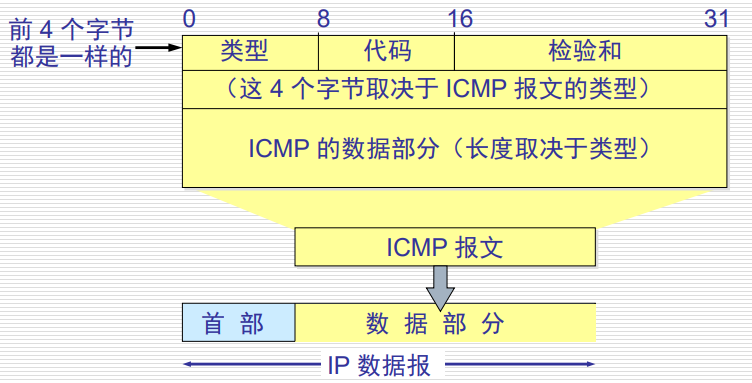 0 8 16 31
前 4 个字节
都是一样的
类型 代码 检验和
（这 4 个字节取决于 ICMP 报文的类型）
ICMP 的数据部分（长度取决于类型）
ICMP 报文
首 部 数 据 部 分
IP 数据报